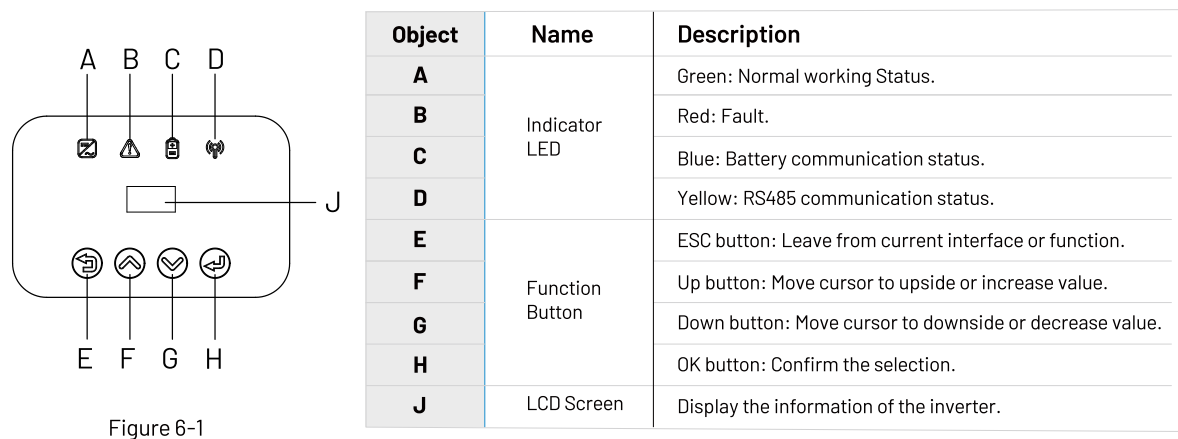 A B C D
J
E F G H
Figure 6-1
Object Name Description
A Green: Normal working Status.
B Red: Fault.
Indicator
LED
C Blue: Battery communication status.
D Yellow: RS485 communication status.
E ESC button: Leave from current interface or function.
F Up button: Move cursor to upside or increase value.
Function
Button
G Down button: Move cursor to downside or decrease value.
H OK button: Confirm the selection.
J LCD Screen Display the information of the inverter.